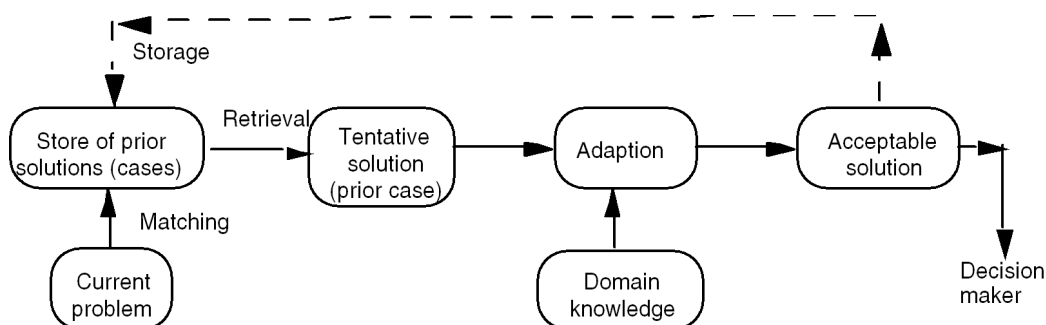 Storage
Retrieval
Store of prior
solutions (cases)
Tentative
solution
(prior case)
Adaption
Acceptable
solution
Matching
Current
problem
Domain
knowledge
Decision
maker